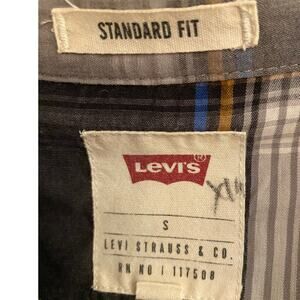 STANDARD FIT
LEVI'S®
S
LEVI STRAUSS & CO.
RN NO | 117508